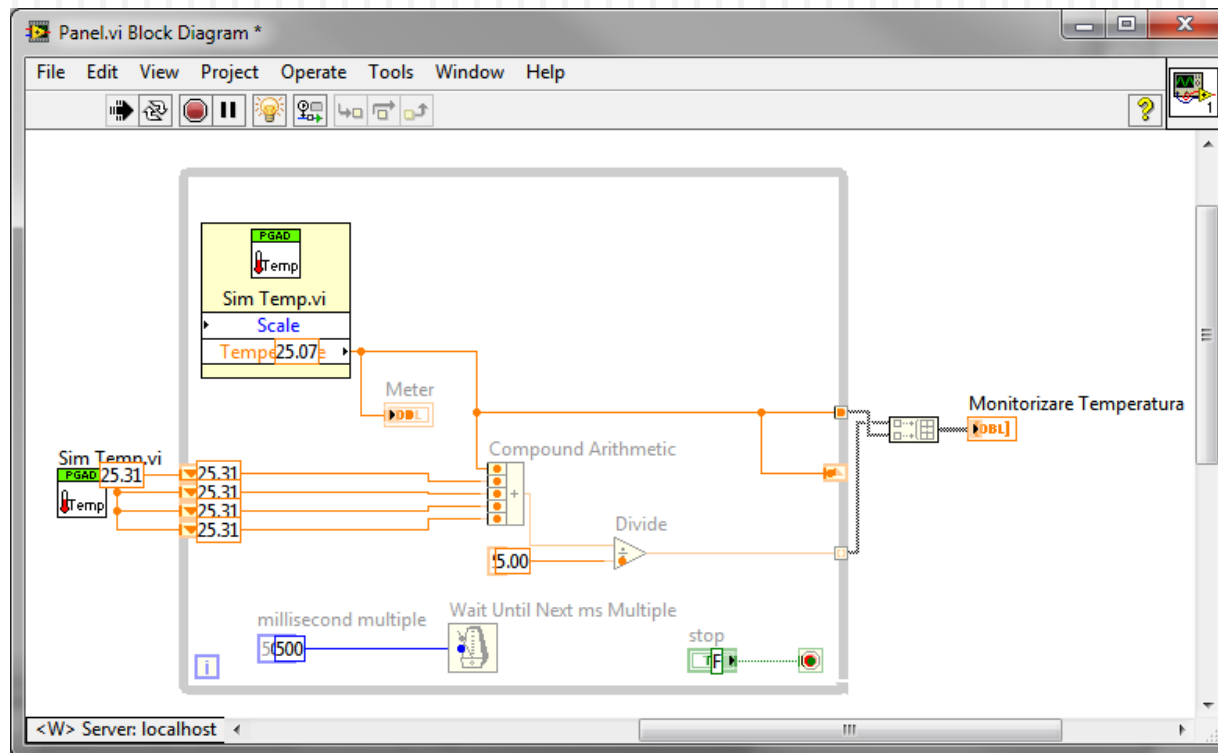 Panel.vi Block Diagram *
File Edit View Project Operate Tools Window Help
1
PGAD
Temp
Sim Temp.vi
Scale
25.07
Meter
DBL
Monitorizare Temperatura
DBL]
Compound Arithmetic
Sim Temp.vi
PGAD 25.31
Temp
25.31
25.31
25.31
25.31
+
Divide
÷
5.00
millisecond multiple
Wait Until Next ms Multiple
500
stop
TF
i
<W> Server: localhost